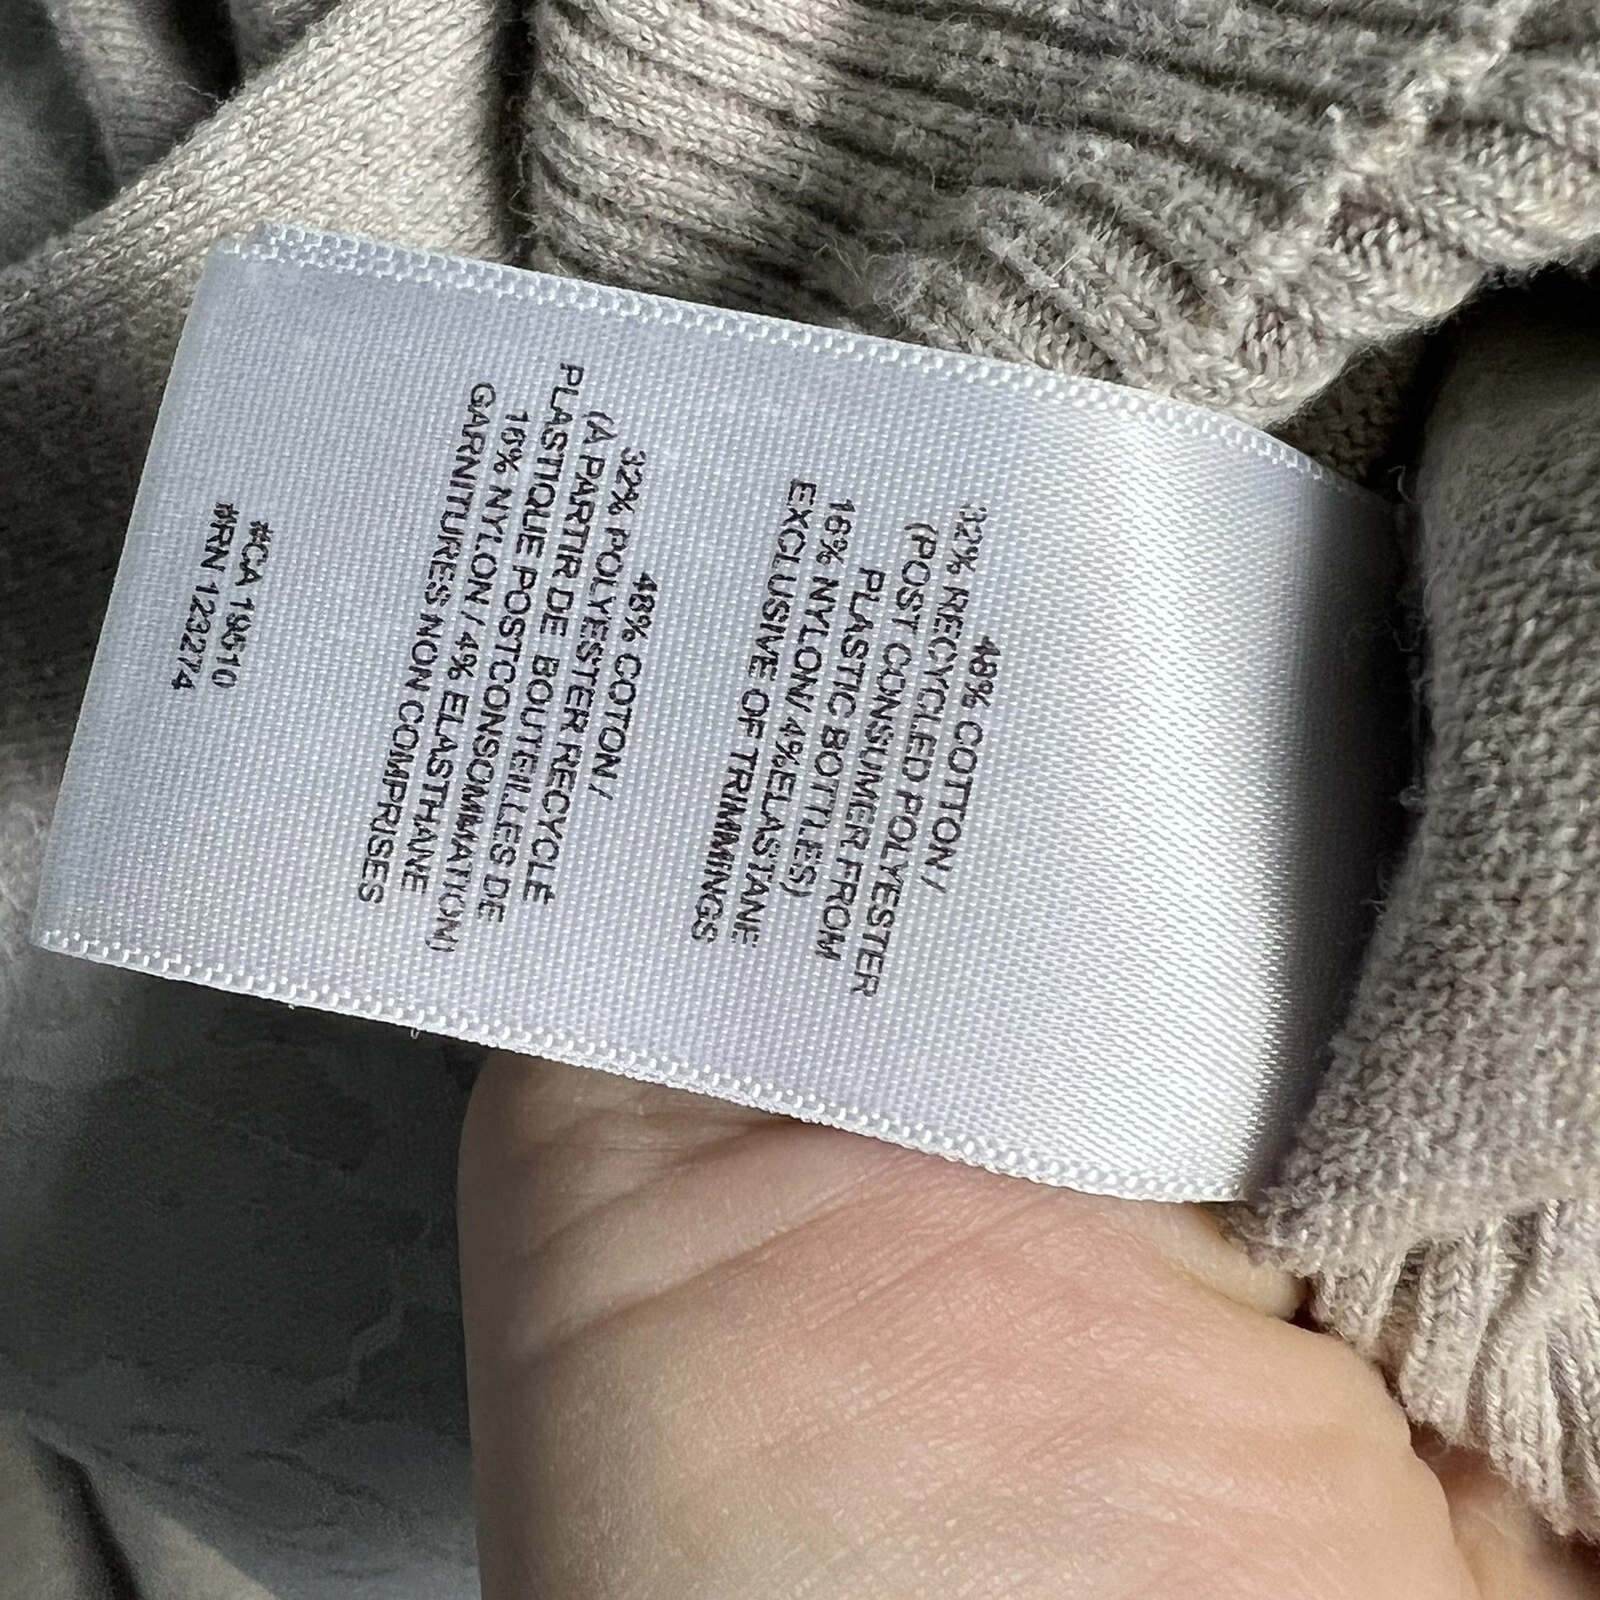 48% COTTON/
32% RECYCLED POLYESTER
(POST CONSUMER FROM
PLASTIC BOTTLES)
16% NYLON/ 4%ELASTANE
EXCLUSIVE OF TRIMMINGS
48% COTON /
32% POLYESTER RECYCLÉ
(À PARTIR DE BOUTEILLES DE
PLASTIQUE POSTCONSOMMATION)
16% NYLON / 4% ELASTHANE
GARNITURES NON COMPRISES
#CA 19510
#RN 123274